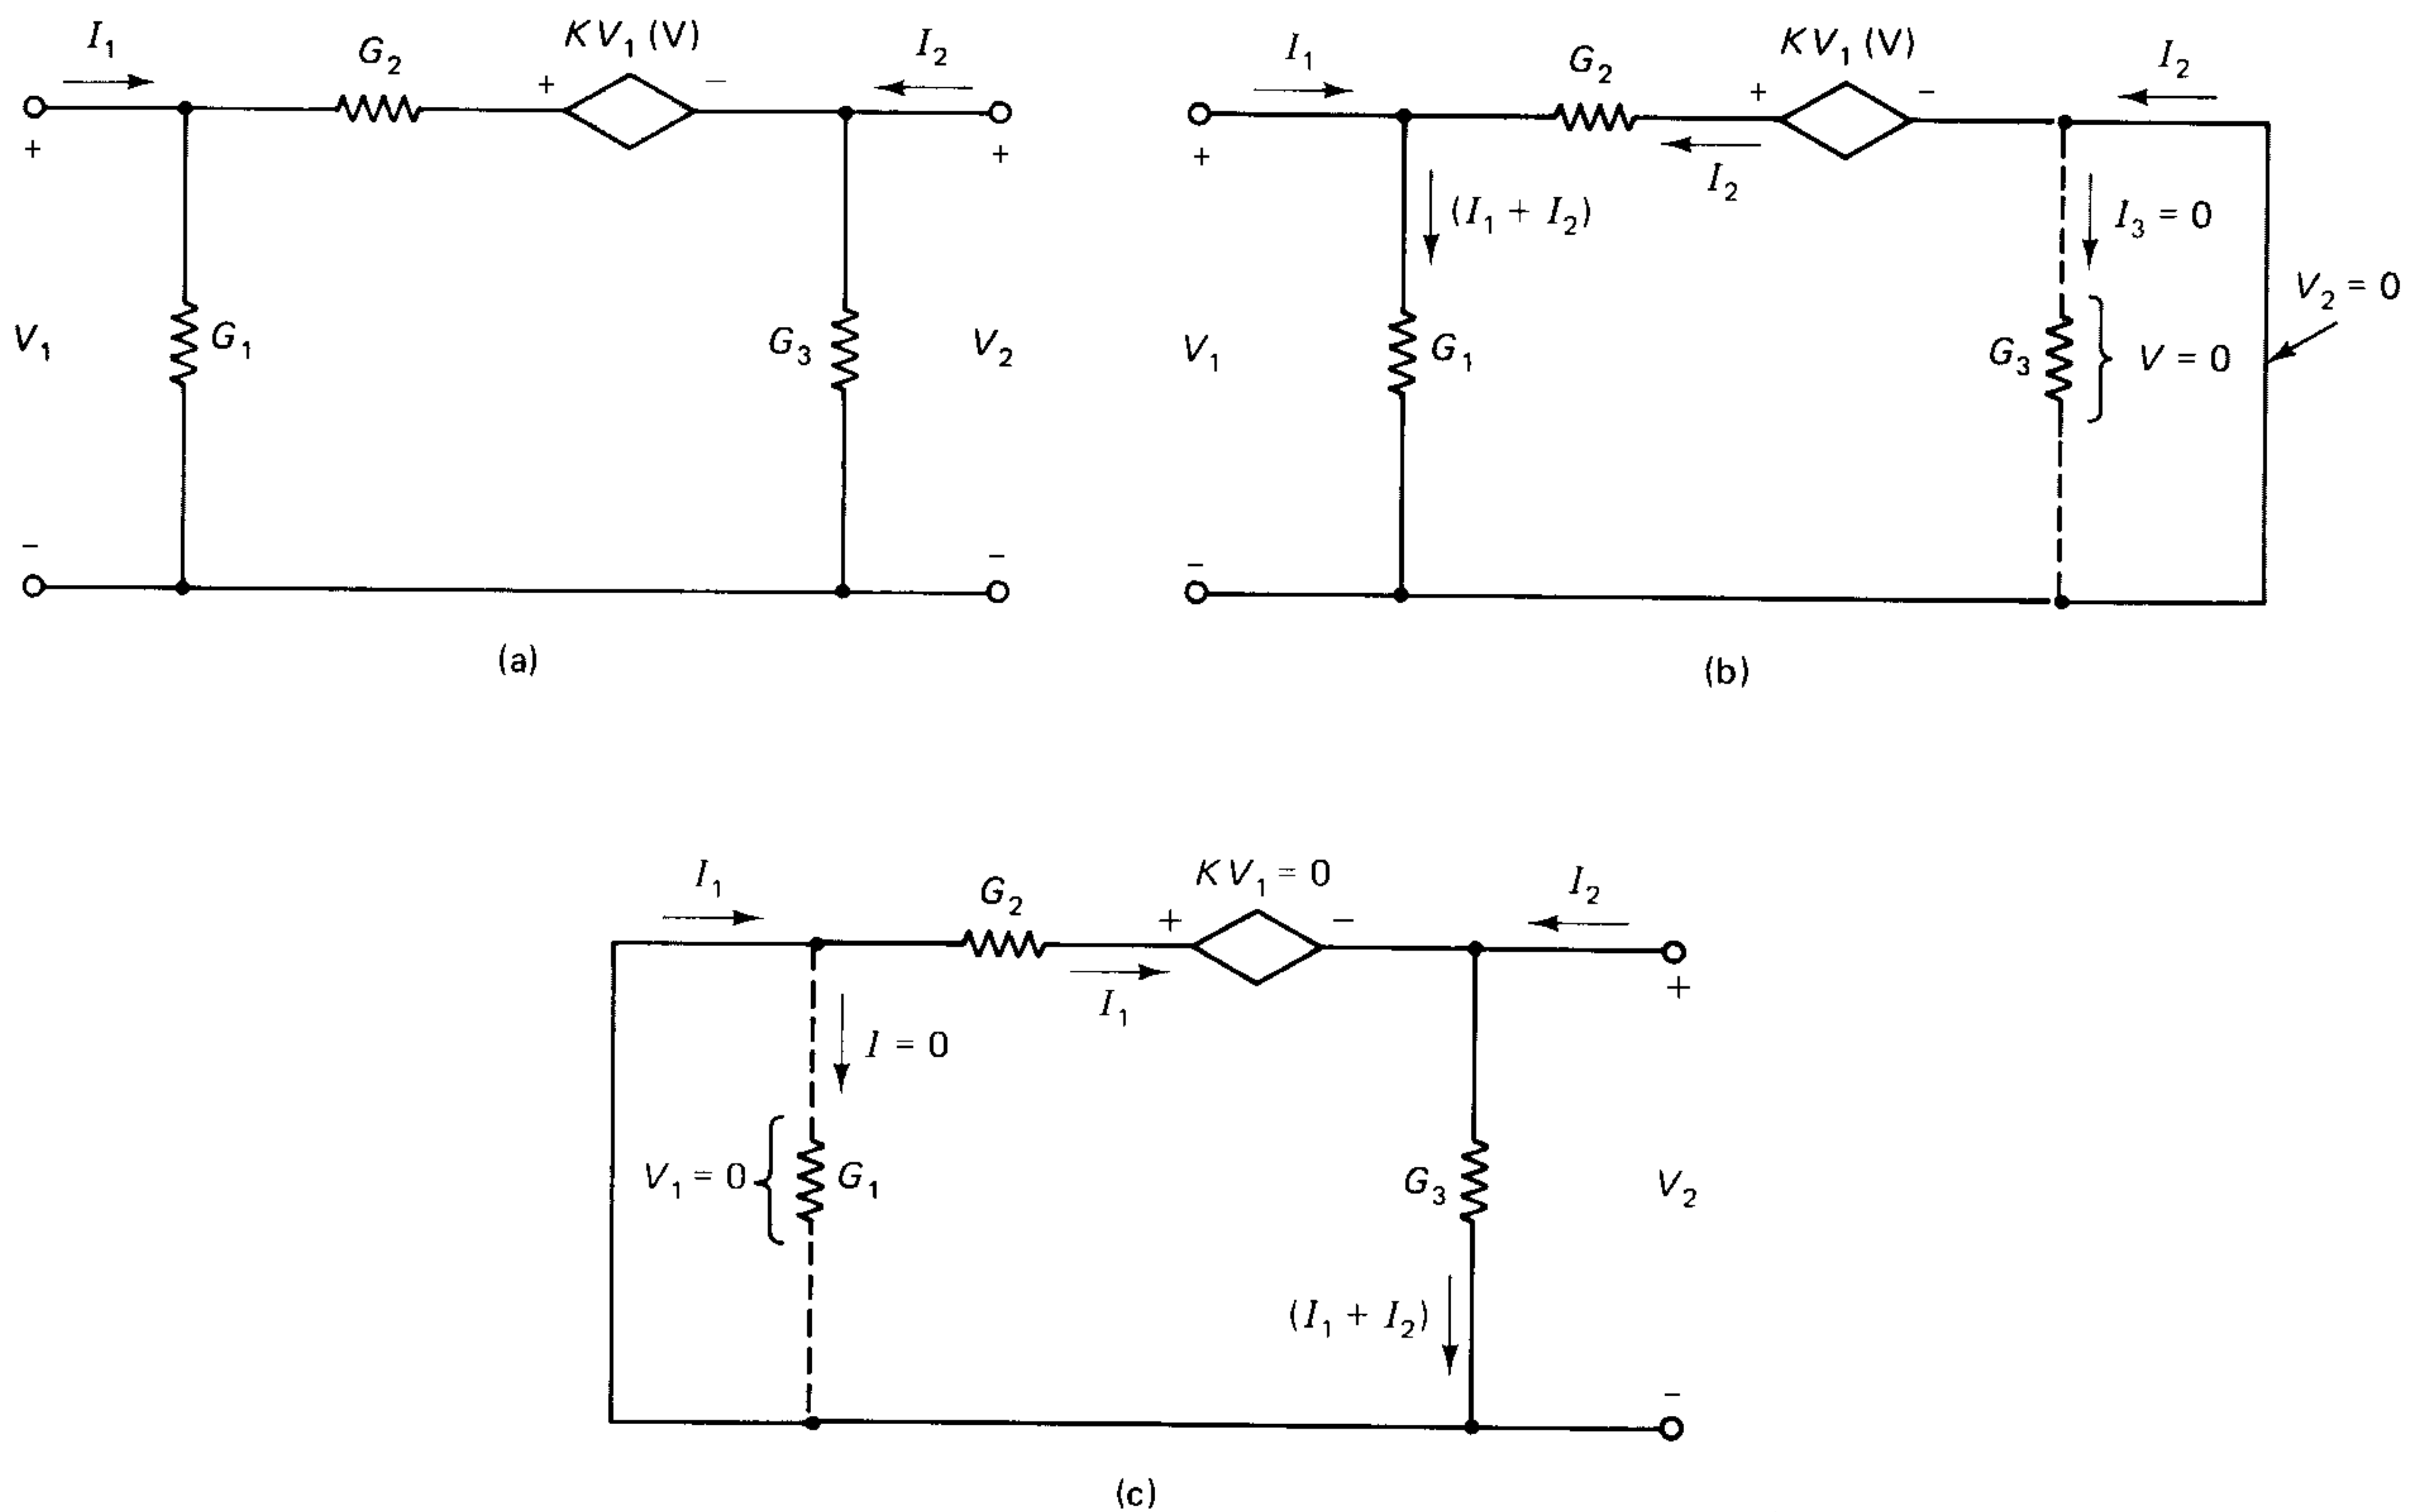 I₁
G₂
KV₁ (V)
I₂
+ −
+
+
V₁
G₁
G₃
V₂
−
−
(a)
I₁
G₂
KV₁ (V)
I₂
+ −
+
I₂
(I₁ + I₂)
I₃ = 0
V₂ = 0
V₁
G₁
G₃
V = 0
−
(b)
I₁
G₂
KV₁ = 0
I₂
+ −
+
I₁
I = 0
V₁ = 0
G₁
G₃
V₂
(I₁ + I₂)
−
(c)